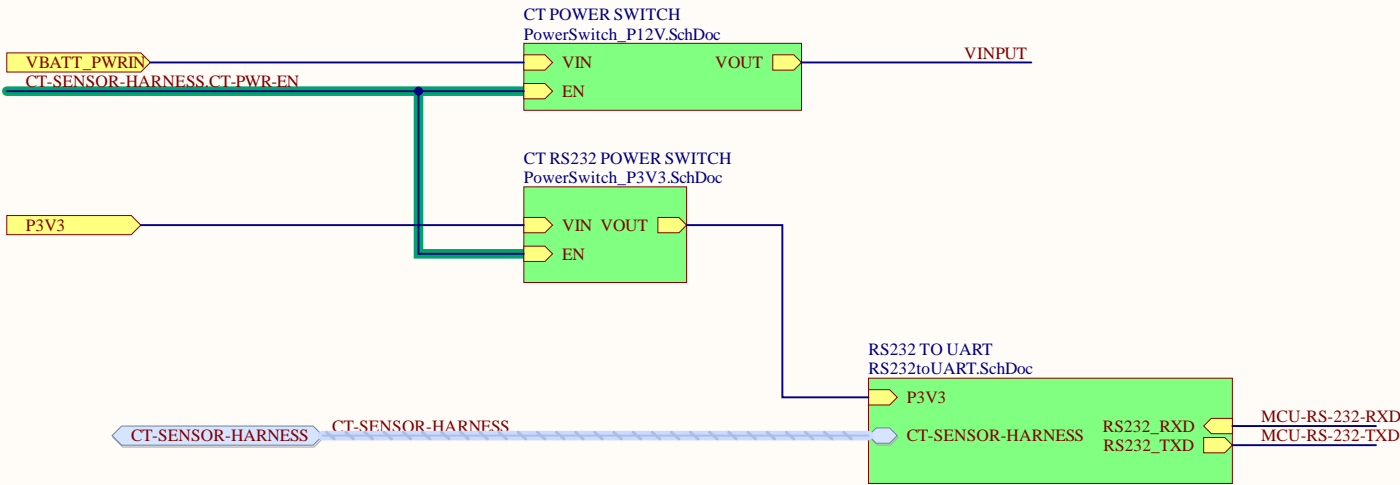 CT POWER SWITCH
PowerSwitch_P12V.SchDoc
VBATT_PWRIN
VIN
VOUT
VINPUT
CT-SENSOR-HARNESS.CT-PWR-EN
EN
CT RS232 POWER SWITCH
PowerSwitch_P3V3.SchDoc
P3V3
VIN
VOUT
EN
RS232 TO UART
RS232toUART.SchDoc
P3V3
CT-SENSOR-HARNESS
CT-SENSOR-HARNESS
CT-SENSOR-HARNESS
RS232_RXD
MCU-RS-232-RXD
RS232_TXD
MCU-RS-232-TXD